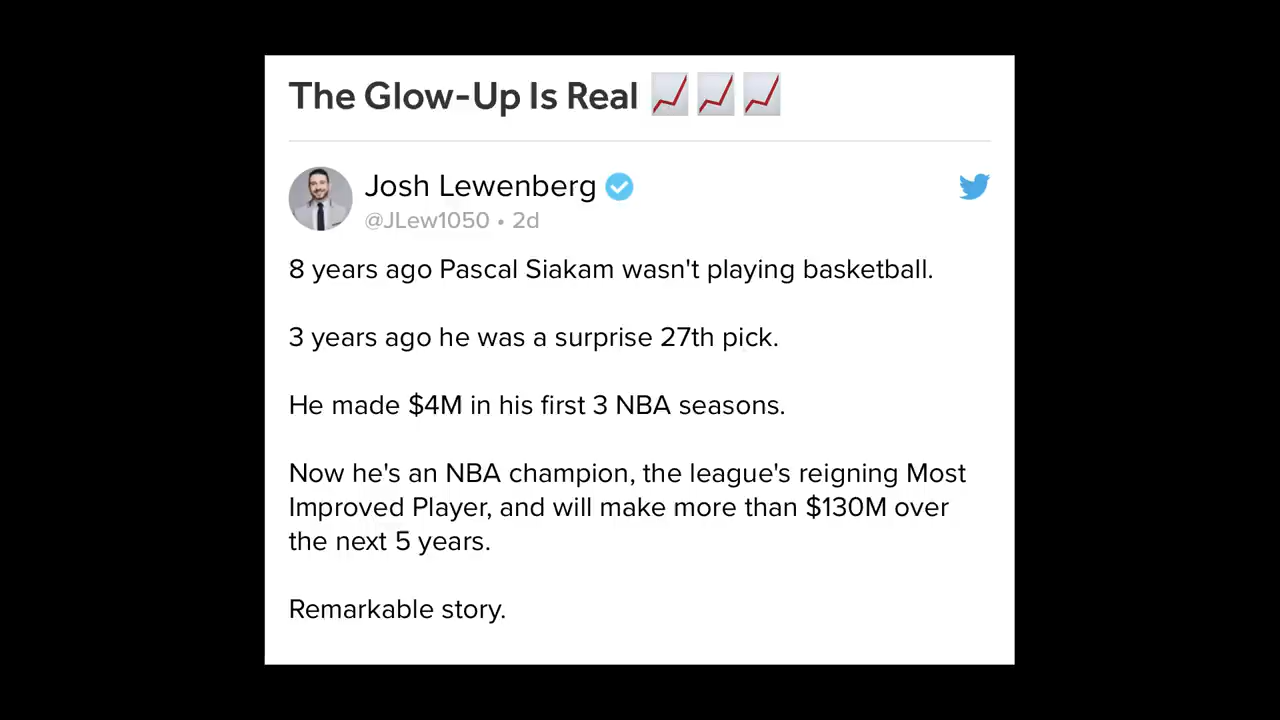 The Glow-Up Is Real 📈📈📈
Josh Lewenberg
@JLew1050 • 2d
8 years ago Pascal Siakam wasn't playing basketball.
3 years ago he was a surprise 27th pick.
He made $4M in his first 3 NBA seasons.
Now he's an NBA champion, the league's reigning Most
Improved Player, and will make more than $130M over
the next 5 years.
Remarkable story.